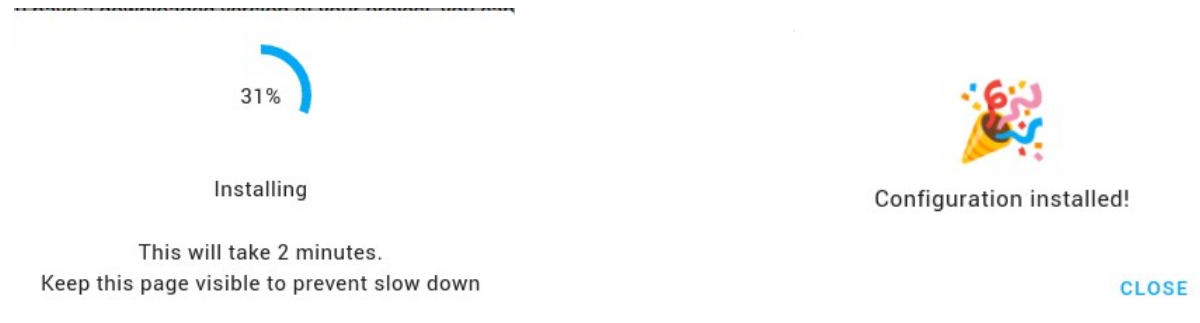 31%
Installing
This will take 2 minutes.
Keep this page visible to prevent slow down
Configuration installed!
CLOSE